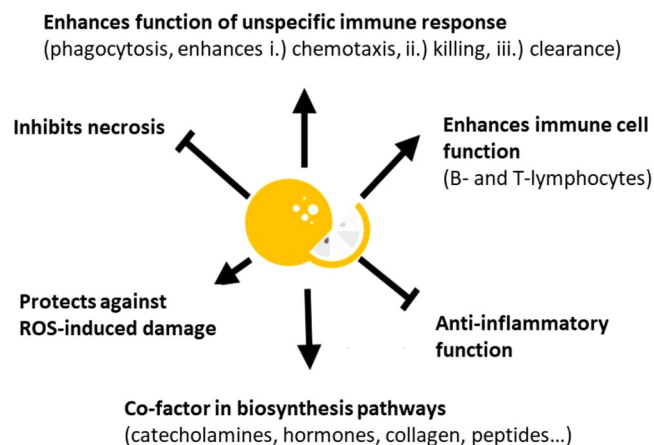 Enhances function of unspecific immune response
(phagocytosis, enhances i.) chemotaxis, ii.) killing, iii.) clearance)
Inhibits necrosis
Enhances immune cell
function
(B- and T-lymphocytes)
Protects against
ROS-induced damage
Anti-inflammatory
function
Co-factor in biosynthesis pathways
(catecholamines, hormones, collagen, peptides…)